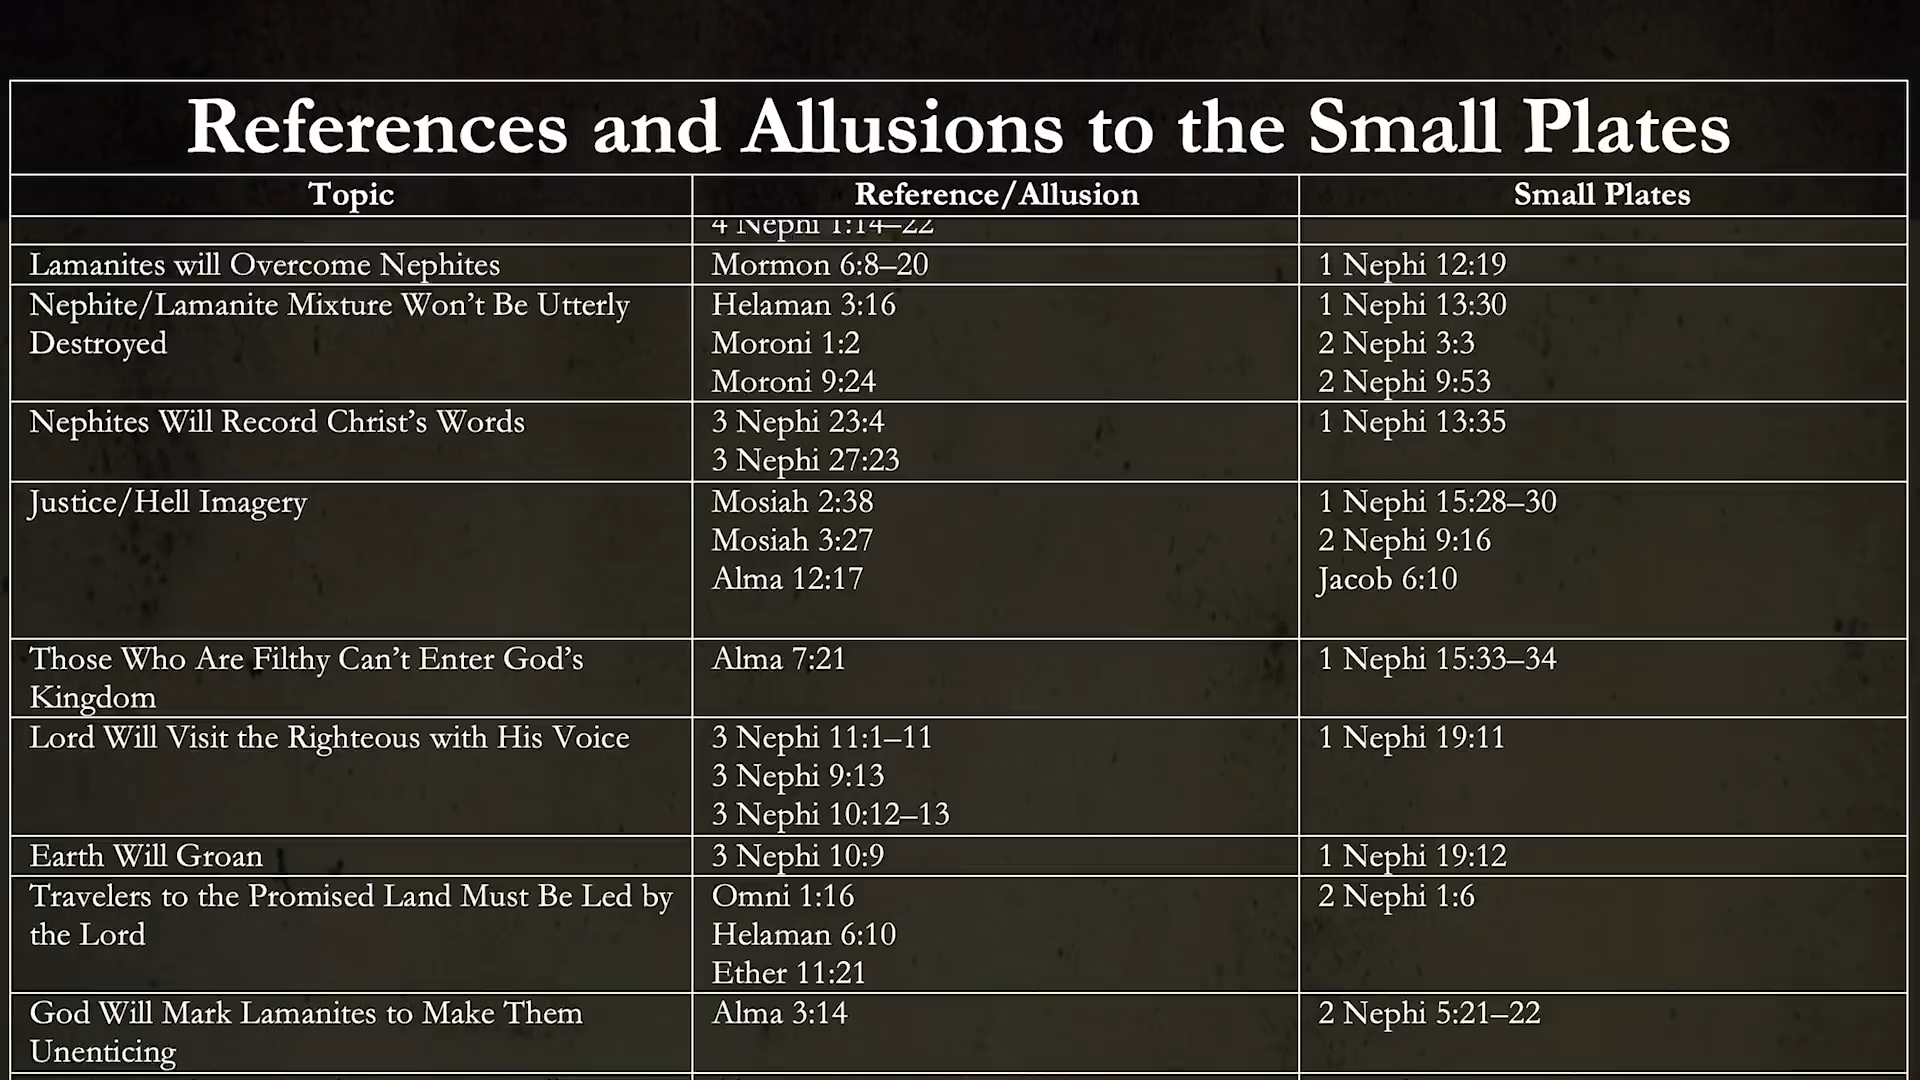 References and Allusions to the Small Plates
Topic Reference/Allusion Small Plates
4 Nephi 1:14–22
Lamanites will Overcome Nephites Mormon 6:8–20 1 Nephi 12:19
Nephite/Lamanite Mixture Won’t Be Utterly Helaman 3:16 1 Nephi 13:30
Destroyed Moroni 1:2 2 Nephi 3:3
Moroni 9:24 2 Nephi 9:53
Nephites Will Record Christ’s Words 3 Nephi 23:4 1 Nephi 13:35
3 Nephi 27:23
Justice/Hell Imagery Mosiah 2:38 1 Nephi 15:28–30
Mosiah 3:27 2 Nephi 9:16
Alma 12:17 Jacob 6:10
Those Who Are Filthy Can’t Enter God’s Alma 7:21 1 Nephi 15:33–34
Kingdom
Lord Will Visit the Righteous with His Voice 3 Nephi 11:1–11 1 Nephi 19:11
3 Nephi 9:13
3 Nephi 10:12–13
Earth Will Groan 3 Nephi 10:9 1 Nephi 19:12
Travelers to the Promised Land Must Be Led by Omni 1:16 2 Nephi 1:6
the Lord Helaman 6:10
Ether 11:21
God Will Mark Lamanites to Make Them Alma 3:14 2 Nephi 5:21–22
Unenticing